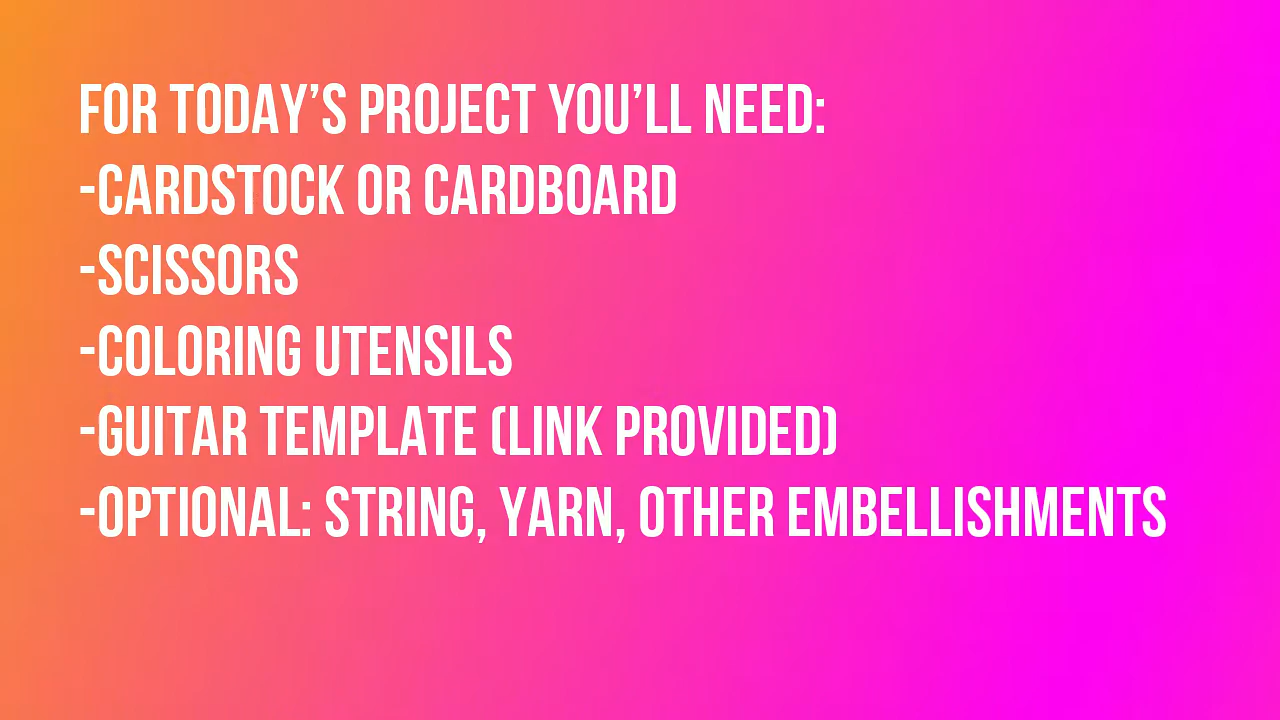 FOR TODAY’S PROJECT YOU’LL NEED:
-CARDSTOCK OR CARDBOARD
-SCISSORS
-COLORING UTENSILS
-GUITAR TEMPLATE (LINK PROVIDED)
-OPTIONAL: STRING, YARN, OTHER EMBELLISHMENTS